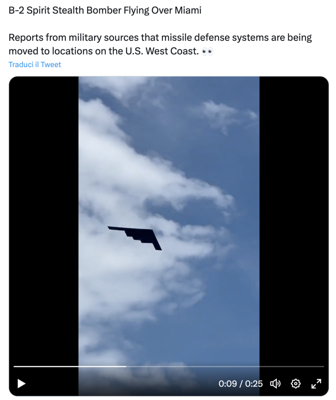 B-2 Spirit Stealth Bomber Flying Over Miami
Reports from military sources that missile defense systems are being
moved to locations on the U.S. West Coast. 👀
Traduci il Tweet
0:09 / 0:25